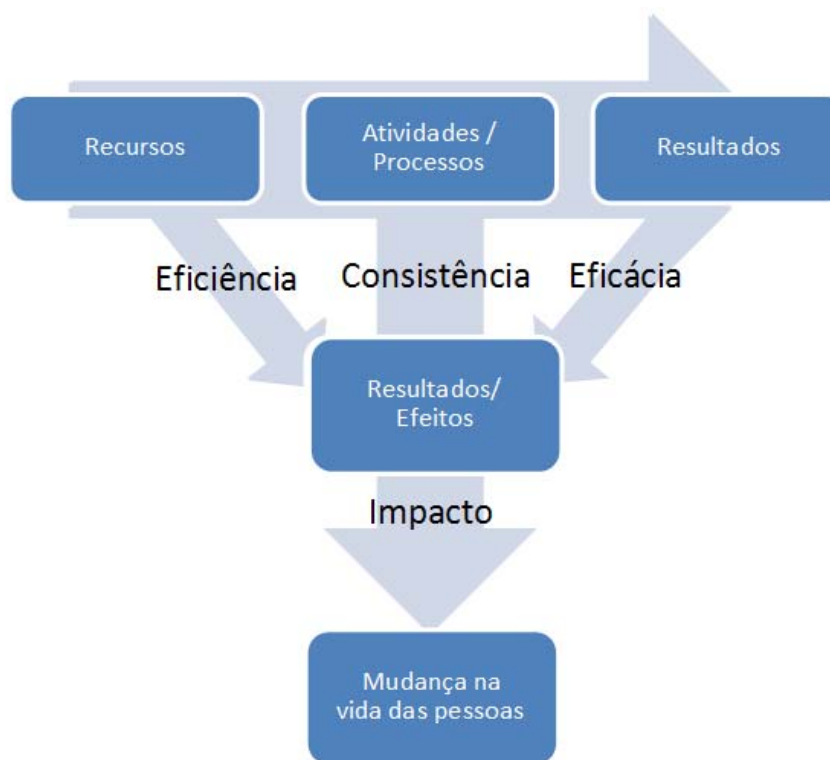 Recursos
Atividades /
Processos
Resultados
Eficiência
Consistência
Eficácia
Resultados/
Efeitos
Impacto
Mudança na
vida das pessoas